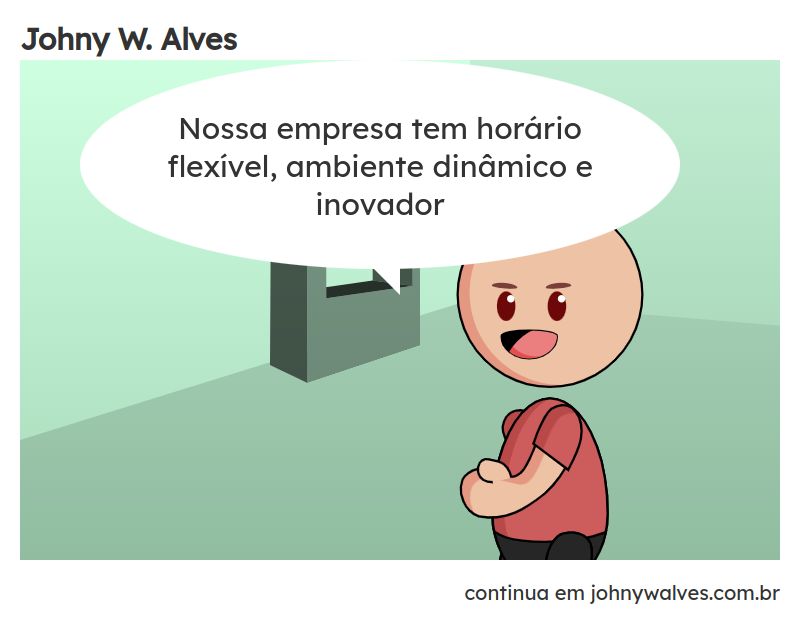 Johny W. Alves
Nossa empresa tem horário
flexível, ambiente dinâmico e
inovador
continua em johnywalves.com.br